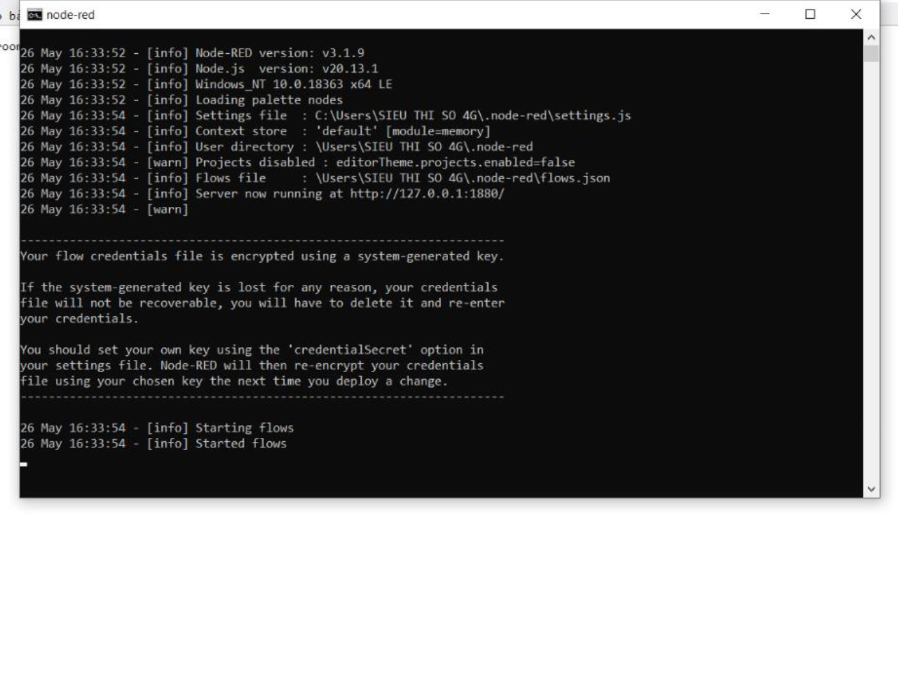 node-red
26 May 16:33:52 - [info] Node-RED version: v3.1.9
26 May 16:33:52 - [info] Node.js  version: v20.13.1
26 May 16:33:52 - [info] Windows_NT 10.0.18363 x64 LE
26 May 16:33:52 - [info] Loading palette nodes
26 May 16:33:54 - [info] Settings file  : C:\Users\SIEU THI SO 4G\.node-red\settings.js
26 May 16:33:54 - [info] Context store  : 'default' [module=memory]
26 May 16:33:54 - [info] User directory : \Users\SIEU THI SO 4G\.node-red
26 May 16:33:54 - [warn] Projects disabled : editorTheme.projects.enabled=false
26 May 16:33:54 - [info] Flows file     : \Users\SIEU THI SO 4G\.node-red\flows.json
26 May 16:33:54 - [info] Server now running at http://127.0.0.1:1880/
26 May 16:33:54 - [warn]
---------------------------------------------------------------------
Your flow credentials file is encrypted using a system-generated key.
If the system-generated key is lost for any reason, your credentials
file will not be recoverable, you will have to delete it and re-enter
your credentials.
You should set your own key using the 'credentialSecret' option in
your settings file. Node-RED will then re-encrypt your credentials
file using your chosen key the next time you deploy a change.
---------------------------------------------------------------------
26 May 16:33:54 - [info] Starting flows
26 May 16:33:54 - [info] Started flows